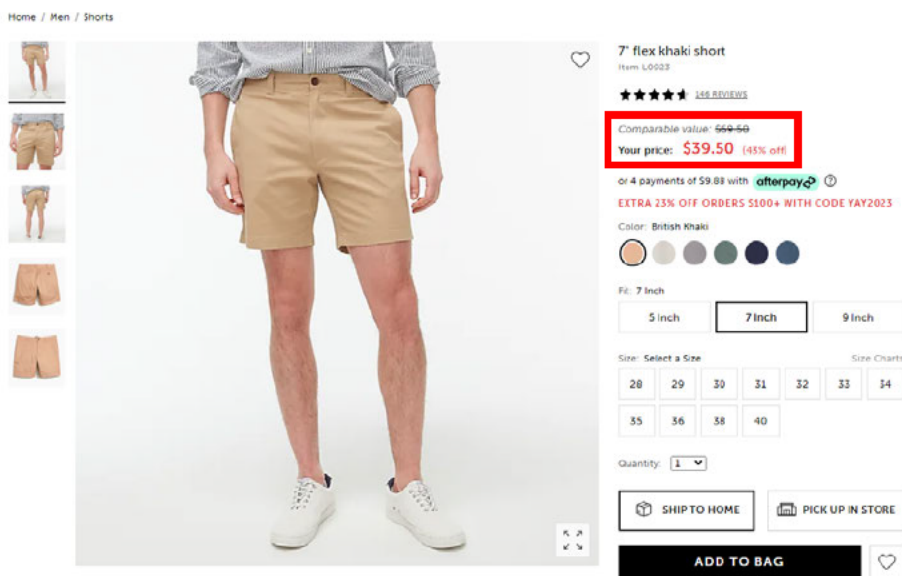 Home / Men / Shorts
7" flex khaki short
Item L0023
146 REVIEWS
Comparable value: $69.50
Your price: $39.50 (43% off)
or 4 payments of $9.88 with afterpay
EXTRA 23% OFF ORDERS $100+ WITH CODE YAY2023
Color: British Khaki
Fit: 7 Inch
5 Inch 7 Inch 9 Inch
Size: Select a Size Size Charts
28 29 30 31 32 33 34
35 36 38 40
Quantity: 1
SHIP TO HOME PICK UP IN STORE
ADD TO BAG